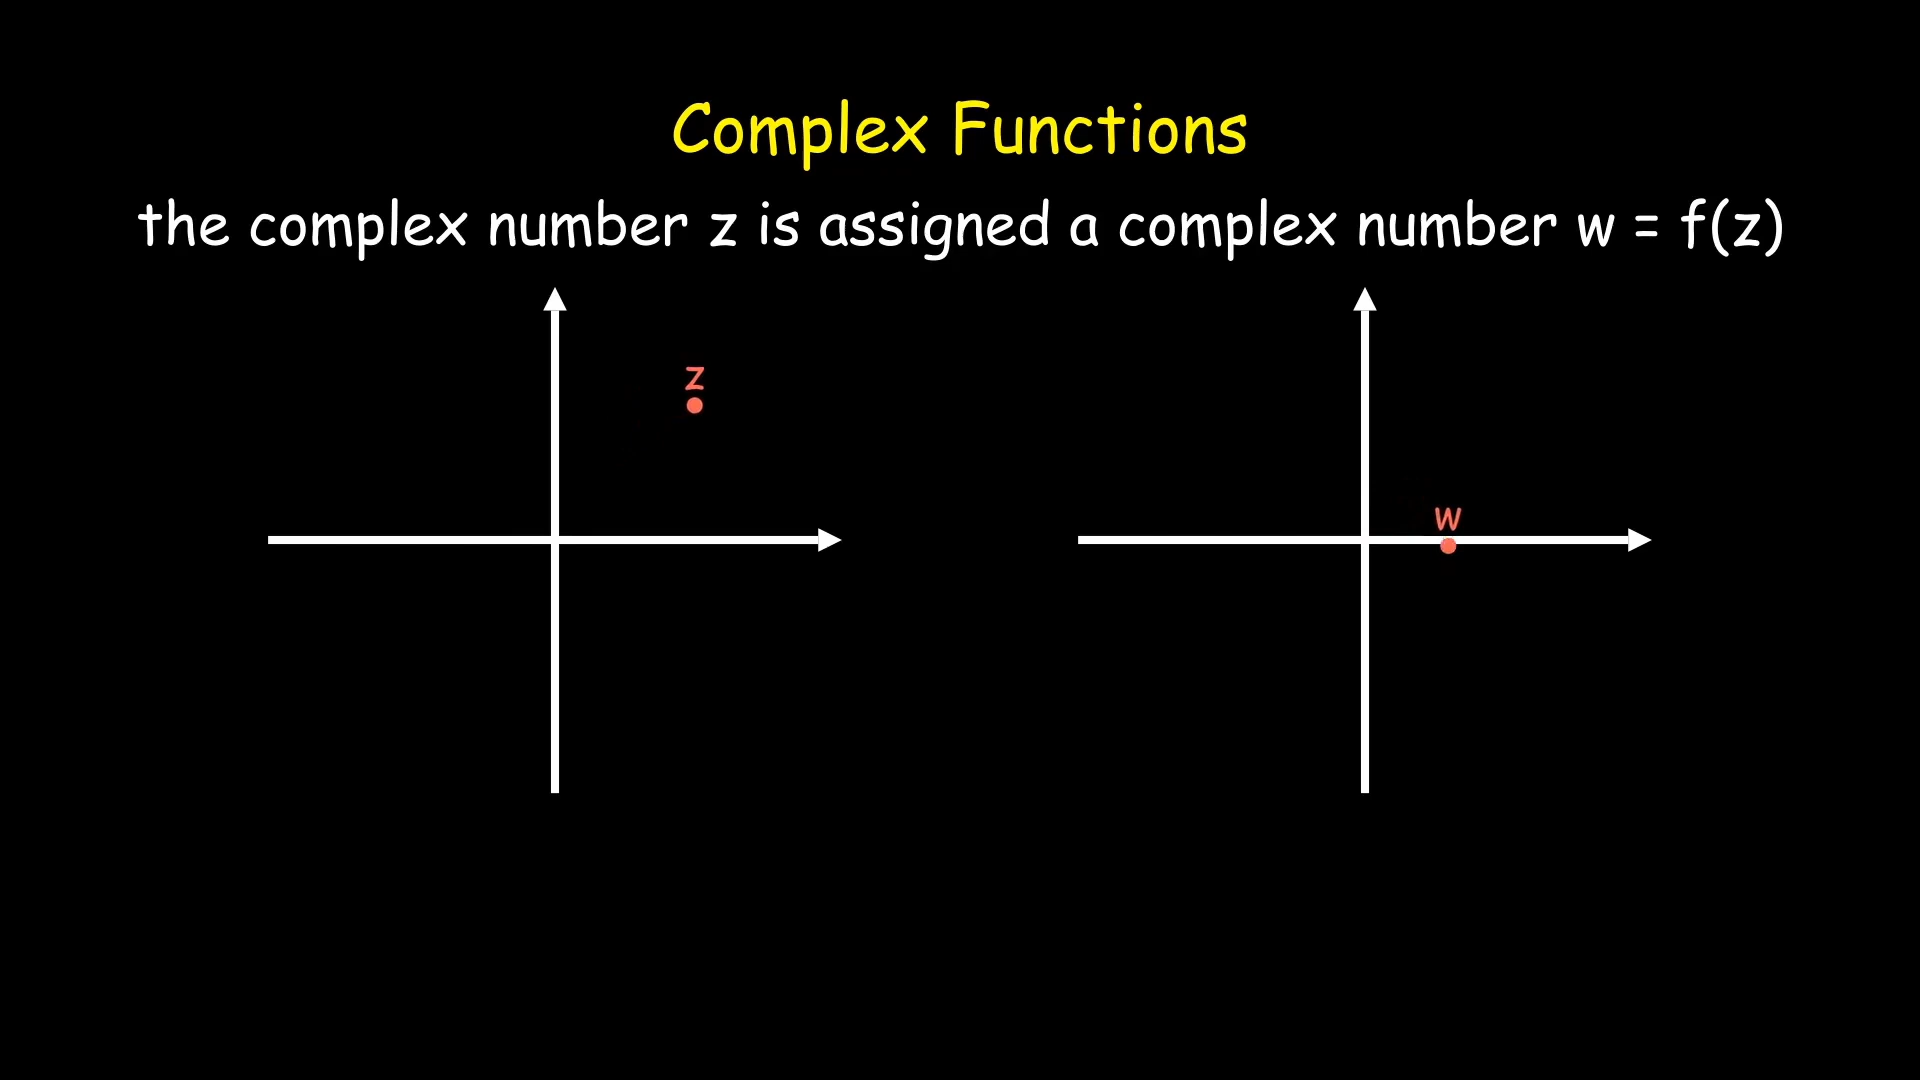 Complex Functions
the complex number z is assigned a complex number w = f(z)
z
w